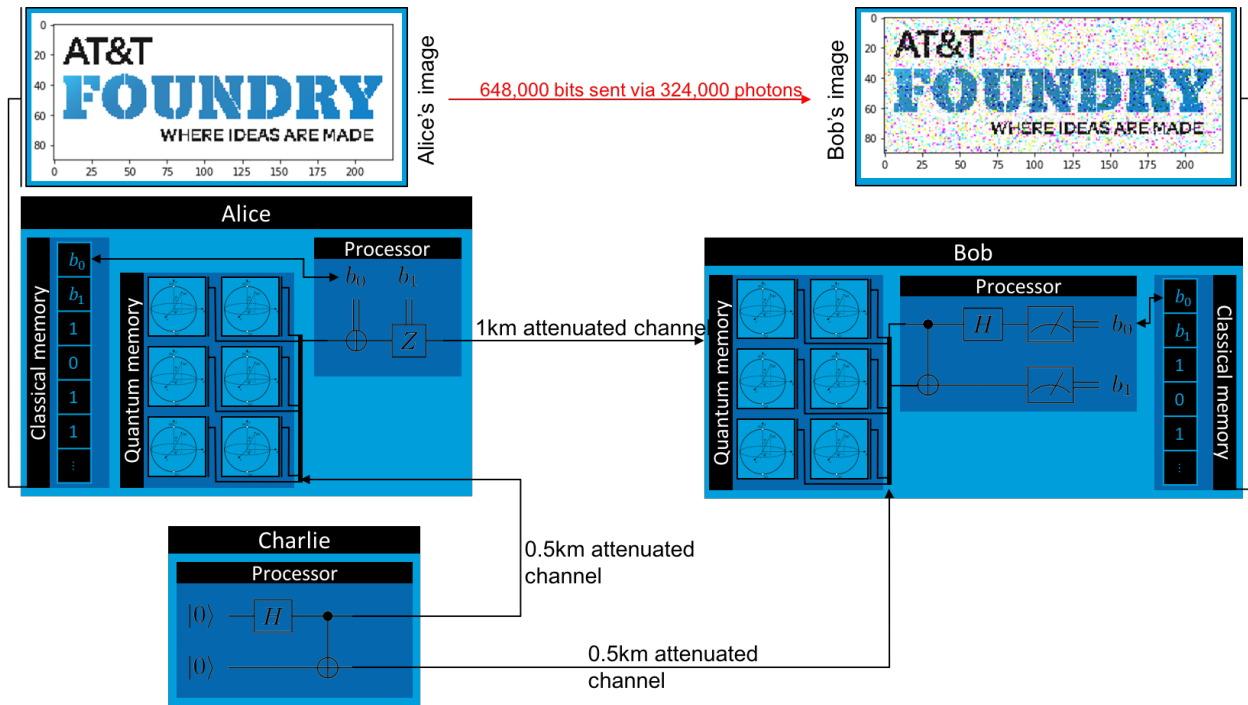 0
20
40
60
80
0
25
50
75
100
125
150
175
200
AT&T
FOUNDRY
WHERE IDEAS ARE MADE
Alice's image
648,000 bits sent via 324,000 photons
Bob's image
0
20
40
60
80
0
25
50
75
100
125
150
175
200
AT&T
FOUNDRY
WHERE IDEAS ARE MADE
Alice
Classical memory
b₀
b₁
1
0
1
1
⋮
Quantum memory
Processor
b₀ b₁
Z
1km attenuated channel
Bob
Quantum memory
Processor
H
b₀
b₁
b₀
b₁
1
0
1
⋮
Classical memory
0.5km attenuated
channel
Charlie
Processor
|0⟩ H
|0⟩
0.5km attenuated
channel